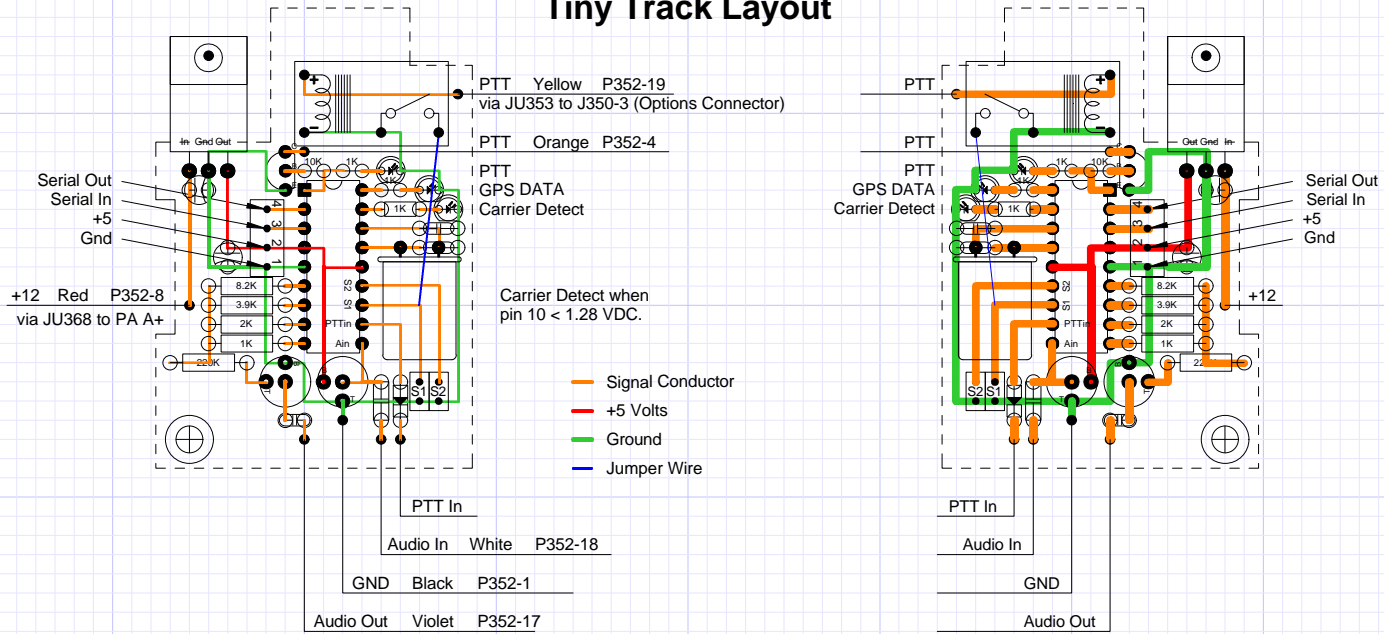 Tiny Track Layout
PTT Yellow P352-19
via JU353 to J350-3 (Options Connector)
PTT Orange P352-4
PTT
GPS DATA
Carrier Detect
In Gnd Out
+
−
10K 1K
1K
1K
Serial Out
Serial In
+5
Gnd
4
3
2
1
+12 Red P352-8
via JU368 to PA A+
8.2K
3.9K
2K
1K
220K
S2
S1
PTTin
Ain
S1 S2
Carrier Detect when
pin 10 < 1.28 VDC.
Signal Conductor
+5 Volts
Ground
Jumper Wire
PTT In
Audio In White P352-18
GND Black P352-1
Audio Out Violet P352-17
PTT
PTT
PTT
GPS DATA
Carrier Detect
+
−
Out Gnd In
1K 10K
1K
Serial Out
Serial In
+5
Gnd
4
3
2
1
+12
8.2K
3.9K
2K
1K
S2
S1
PTTin
Ain
S2 S1
PTT In
Audio In
GND
Audio Out